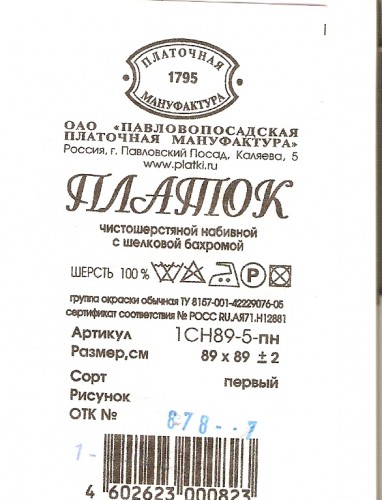 ПЛАТОЧНАЯ
1795
МАНУФАКТУРА
ОАО «ПАВЛОВОПОСАДСКАЯ
ПЛАТОЧНАЯ МАНУФАКТУРА»
Россия, г. Павловский Посад, Каляева, 5
www.platki.ru
ПЛАТОК
чистошерстяной набивной
с шелковой бахромой
ШЕРСТЬ 100 %
группа окраски обычная ТУ 8157-001-42229076-05
сертификат соответствия № РОСС RU.АЯ71.Н12881
Артикул 1СН89-5-пн
Размер,см 89 х 89 ±2
Сорт первый
Рисунок
ОТК № 878--7
1-
4 602623 000823